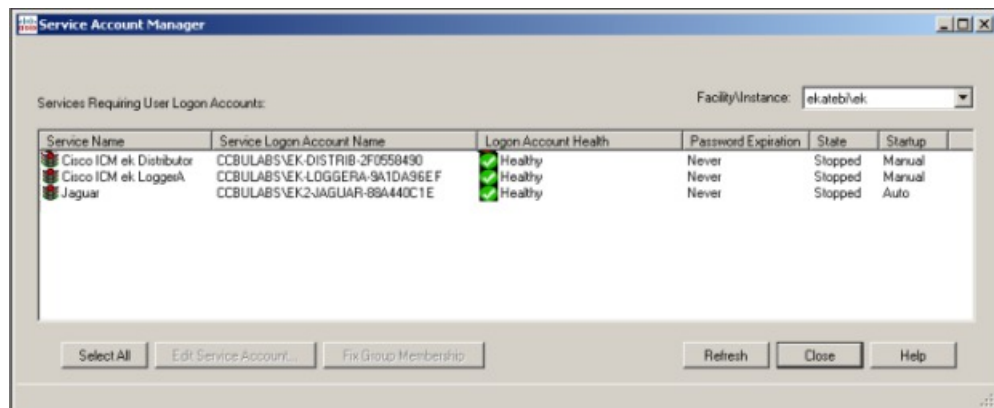 Service Account Manager
Services Requiring User Logon Accounts:
Facility\Instance: ekatebi\ek
Service Name Service Logon Account Name Logon Account Health Password Expiration State Startup
Cisco ICM ek Distributor CCBULABS\EK-DISTRIB-2F0558490 Healthy Never Stopped Manual
Cisco ICM ek LoggerA CCBULABS\EK-LOGGERA-9A1DA96EF Healthy Never Stopped Manual
Jaguar CCBULABS\EK2-JAGUAR-88A440C1E Healthy Never Stopped Auto
Select All Edit Service Account... Fix Group Membership Refresh Close Help